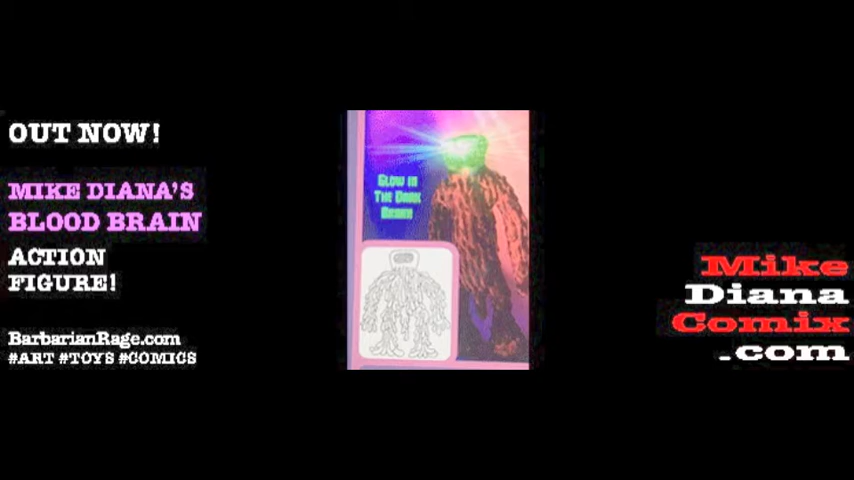 OUT NOW!
MIKE DIANA'S
BLOOD BRAIN
ACTION
FIGURE!
BarbarianRage.com
#ART #TOYS #COMICS
Glow in
The Dark
Brain!
Mike
Diana
Comix
.com